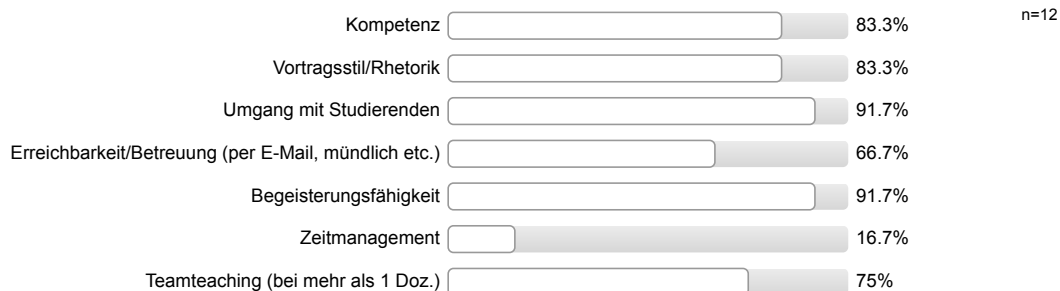 Kompetenz 83.3% n=12
Vortragsstil/Rhetorik 83.3%
Umgang mit Studierenden 91.7%
Erreichbarkeit/Betreuung (per E-Mail, mündlich etc.) 66.7%
Begeisterungsfähigkeit 91.7%
Zeitmanagement 16.7%
Teamteaching (bei mehr als 1 Doz.) 75%